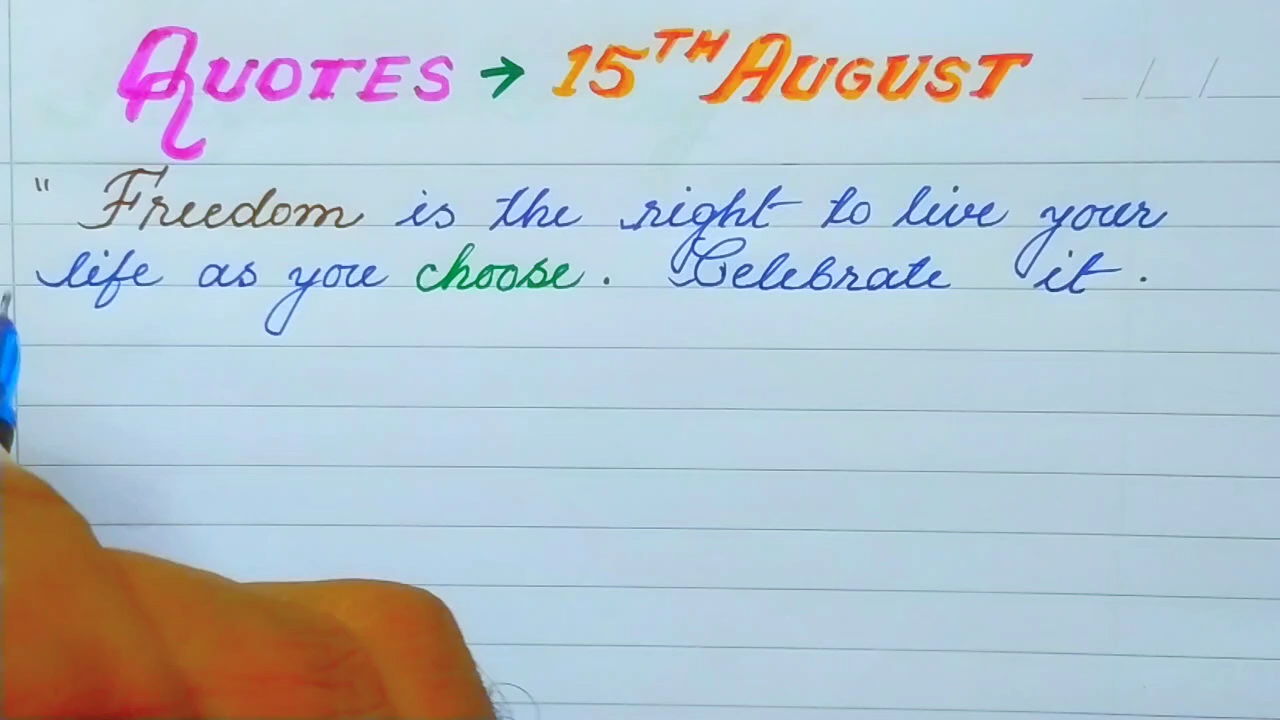 QUOTES → 15TH AUGUST
" Freedom is the right to live your
life as you choose. Celebrate it.